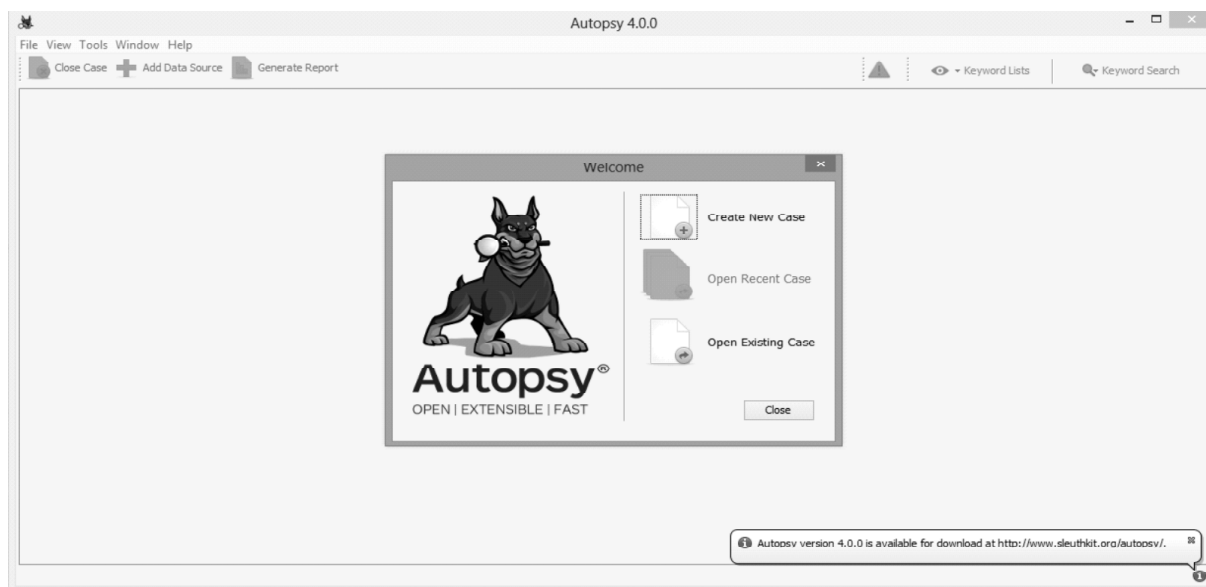 Autopsy 4.0.0
File View Tools Window Help
Close Case Add Data Source Generate Report Keyword Lists Keyword Search
Welcome
Create New Case
Open Recent Case
Open Existing Case
Autopsy®
OPEN | EXTENSIBLE | FAST
Close
Autopsy version 4.0.0 is available for download at http://www.sleuthkit.org/autopsy/.